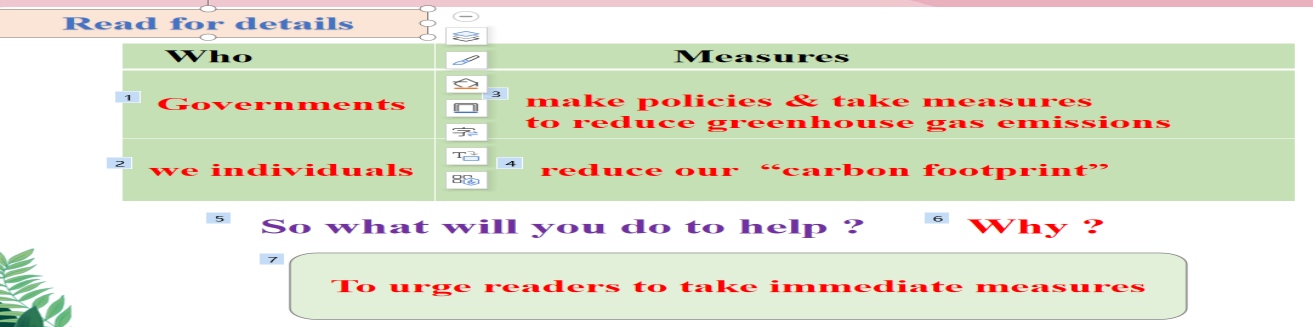 Read for details
Who
Measures
1
Governments
3
make policies & take measures
to reduce greenhouse gas emissions
2
we individuals
4
reduce our “carbon footprint”
5
So what will you do to help ?
6
Why ?
7
To urge readers to take immediate measures